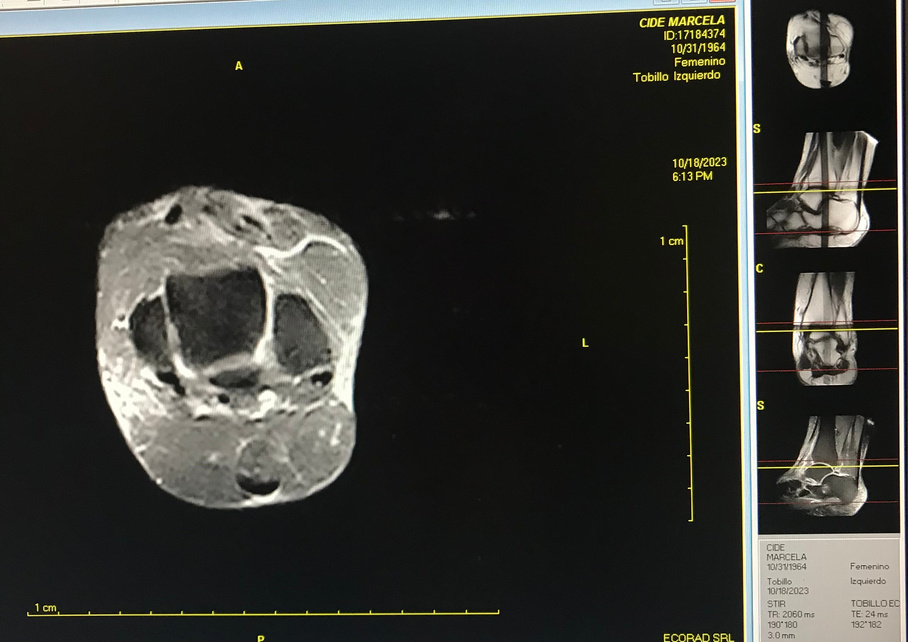 CIDE MARCELA
ID:17184374
10/31/1964
Femenino
Tobillo Izquierdo
10/18/2023
6:13 PM
A
1 cm
L
1 cm
P
ECORAD SRL
S
C
S
CIDE
MARCELA
10/31/1964 Femenino
Tobillo Izquierdo
10/18/2023
STIR TOBILLO EC
TR: 2060 ms TE: 24 ms
190*180 192*182
3.0 mm